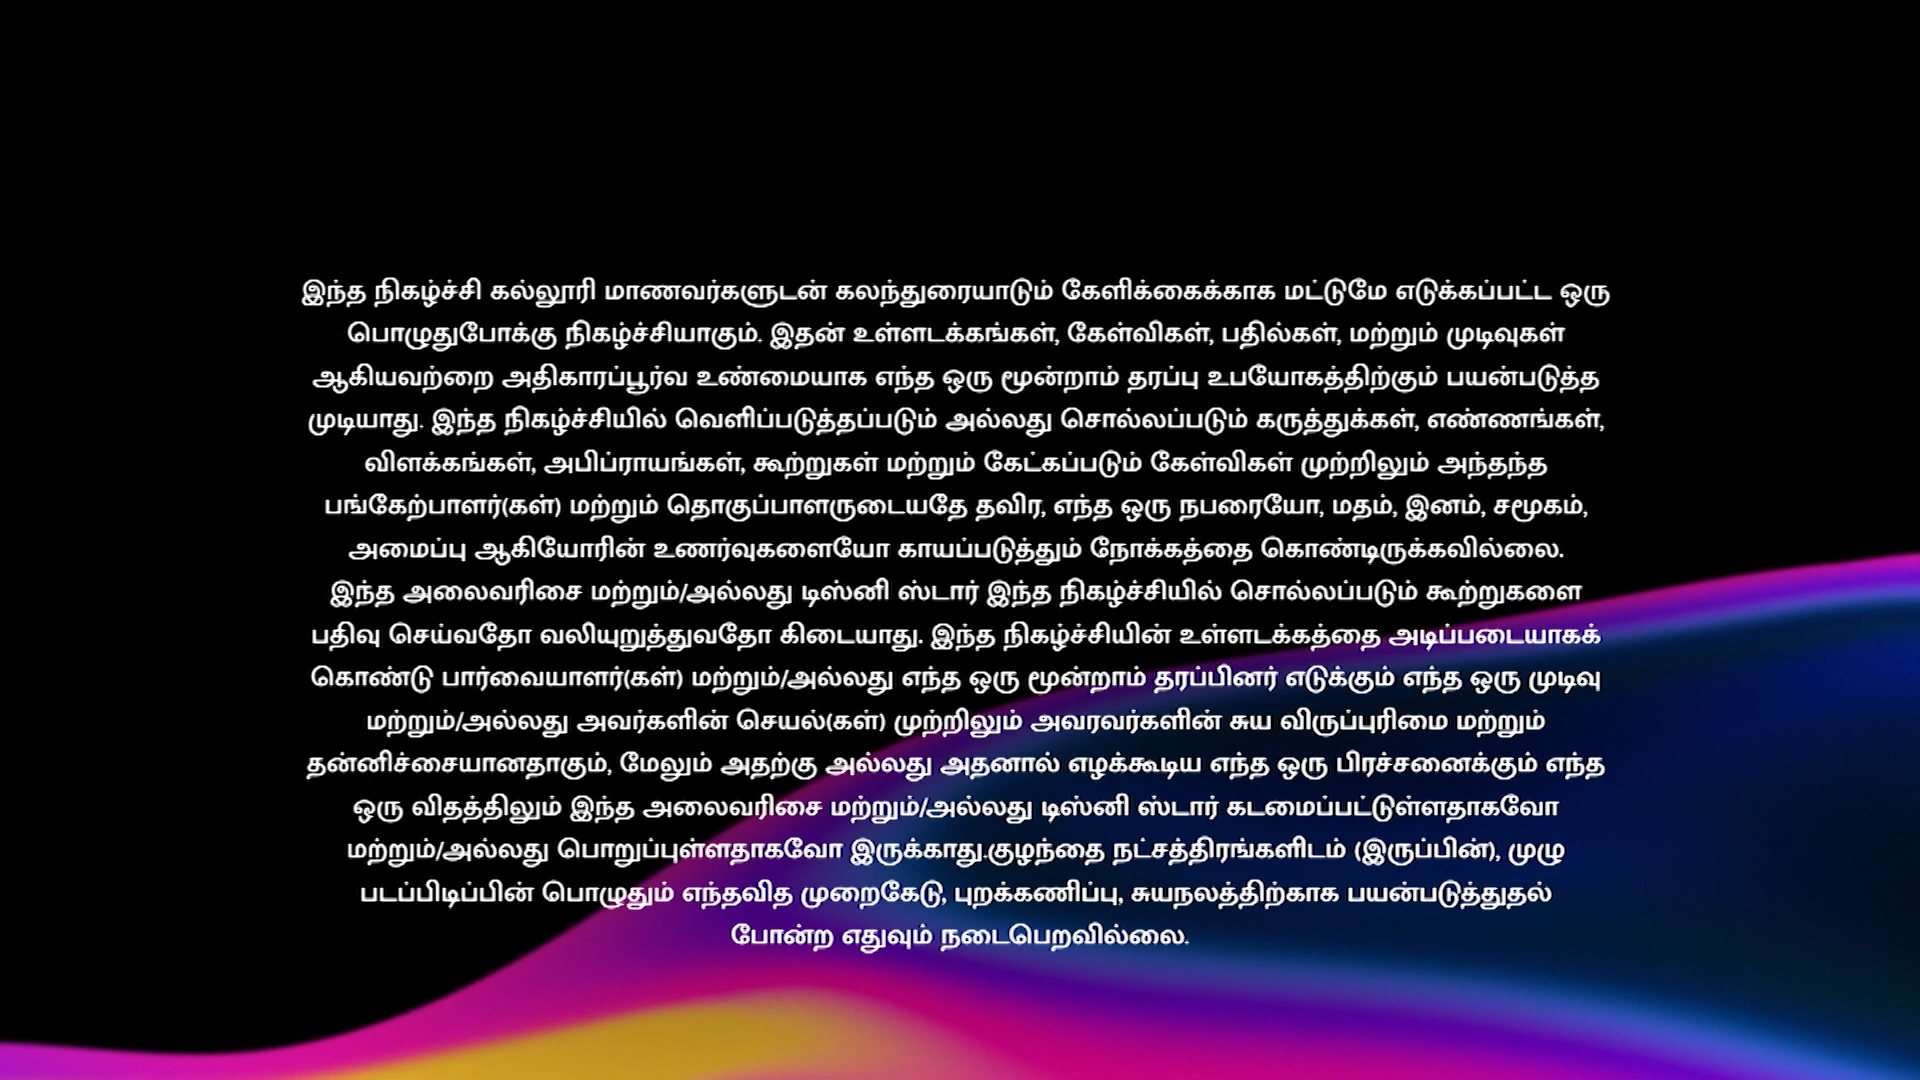 இந்த நிகழ்ச்சி கல்லூரி மாணவர்களுடன் கலந்துரையாடும் கேளிக்கைக்காக மட்டுமே எடுக்கப்பட்ட ஒரு
பொழுதுபோக்கு நிகழ்ச்சியாகும். இதன் உள்ளடக்கங்கள், கேள்விகள், பதில்கள், மற்றும் முடிவுகள்
ஆகியவற்றை அதிகாரப்பூர்வ உண்மையாக எந்த ஒரு மூன்றாம் தரப்பு உபயோகத்திற்கும் பயன்படுத்த
முடியாது. இந்த நிகழ்ச்சியில் வெளிப்படுத்தப்படும் அல்லது சொல்லப்படும் கருத்துக்கள், எண்ணங்கள்,
விளக்கங்கள், அபிப்ராயங்கள், கூற்றுகள் மற்றும் கேட்கப்படும் கேள்விகள் முற்றிலும் அந்தந்த
பங்கேற்பாளர்(கள்) மற்றும் தொகுப்பாளருடையதே தவிர, எந்த ஒரு நபரையோ, மதம், இனம், சமூகம்,
அமைப்பு ஆகியோரின் உணர்வுகளையோ காயப்படுத்தும் நோக்கத்தை கொண்டிருக்கவில்லை.
இந்த அலைவரிசை மற்றும்/அல்லது டிஸ்னி ஸ்டார் இந்த நிகழ்ச்சியில் சொல்லப்படும் கூற்றுகளை
பதிவு செய்வதோ வலியுறுத்துவதோ கிடையாது. இந்த நிகழ்ச்சியின் உள்ளடக்கத்தை அடிப்படையாகக்
கொண்டு பார்வையாளர்(கள்) மற்றும்/அல்லது எந்த ஒரு மூன்றாம் தரப்பினர் எடுக்கும் எந்த ஒரு முடிவு
மற்றும்/அல்லது அவர்களின் செயல்(கள்) முற்றிலும் அவரவர்களின் சுய விருப்புரிமை மற்றும்
தன்னிச்சையானதாகும், மேலும் அதற்கு அல்லது அதனால் எழக்கூடிய எந்த ஒரு பிரச்சனைக்கும் எந்த
ஒரு விதத்திலும் இந்த அலைவரிசை மற்றும்/அல்லது டிஸ்னி ஸ்டார் கடமைப்பட்டுள்ளதாகவோ
மற்றும்/அல்லது பொறுப்புள்ளதாகவோ இருக்காது.குழந்தை நட்சத்திரங்களிடம் (இருப்பின்), முழு
படப்பிடிப்பின் பொழுதும் எந்தவித முறைகேடு, புறக்கணிப்பு, சுயநலத்திற்காக பயன்படுத்துதல்
போன்ற எதுவும் நடைபெறவில்லை.